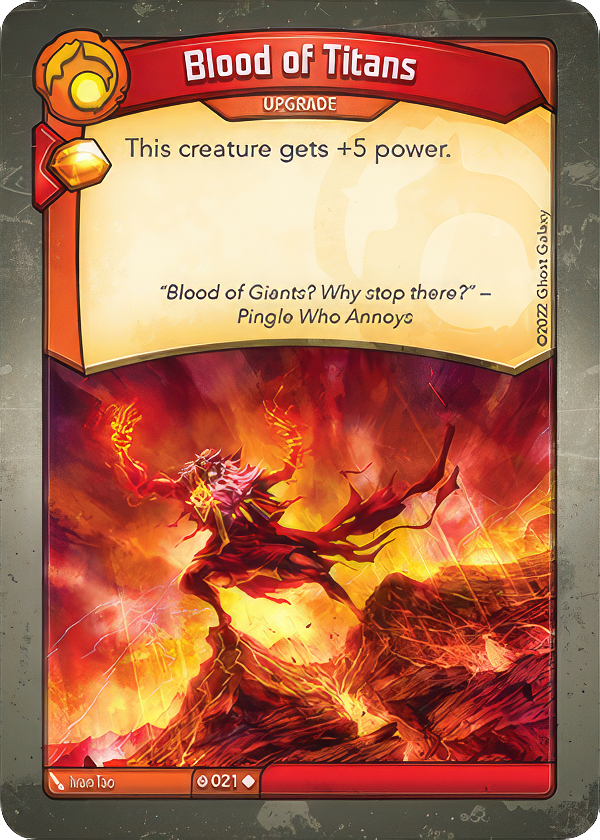 Blood of Titans
UPGRADE
This creature gets +5 power.
“Blood of Giants? Why stop there?” –
Pingle Who Annoys
©2022 Ghost Galaxy
021